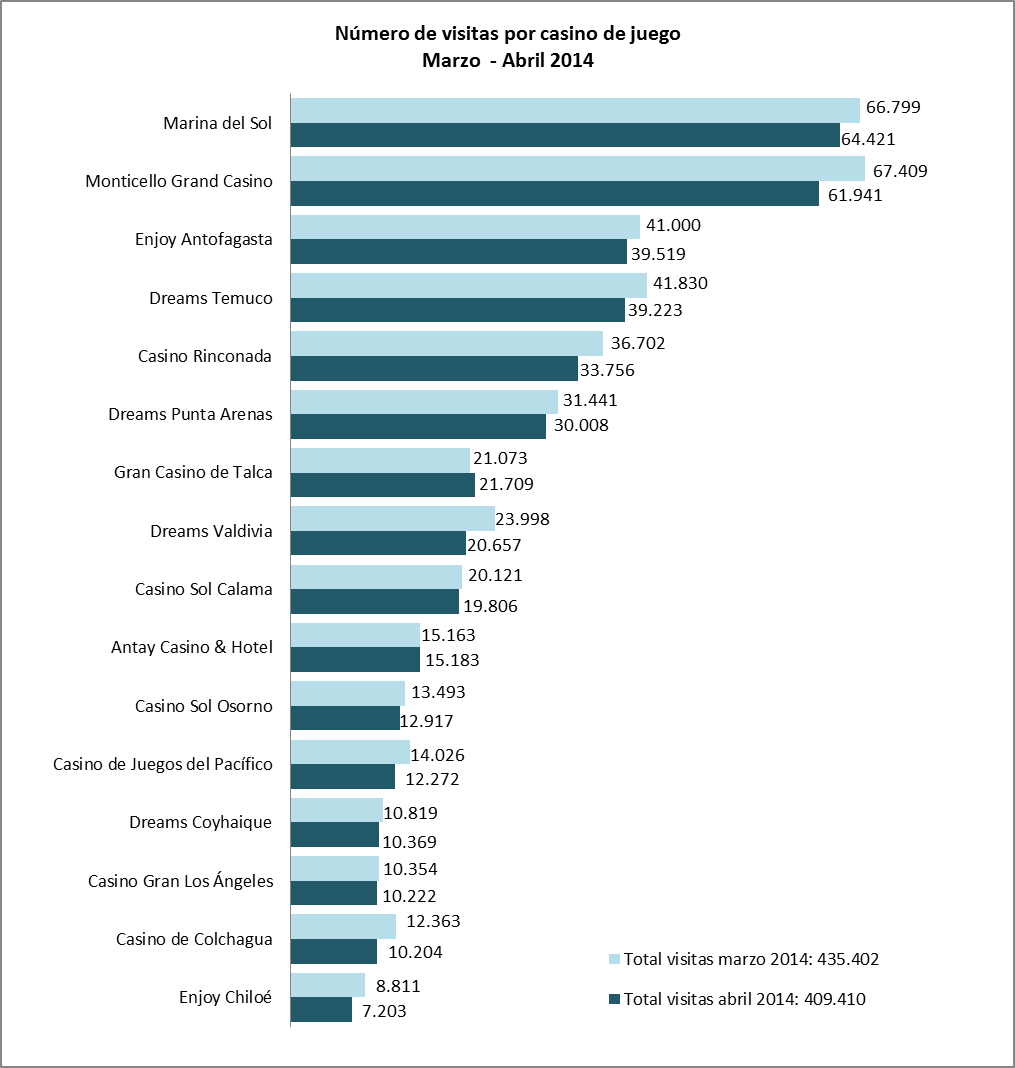 Número de visitas por casino de juego
Marzo - Abril 2014
Marina del Sol
66.799
64.421
Monticello Grand Casino
67.409
61.941
Enjoy Antofagasta
41.000
39.519
Dreams Temuco
41.830
39.223
Casino Rinconada
36.702
33.756
Dreams Punta Arenas
31.441
30.008
Gran Casino de Talca
21.073
21.709
Dreams Valdivia
23.998
20.657
Casino Sol Calama
20.121
19.806
Antay Casino & Hotel
15.163
15.183
Casino Sol Osorno
13.493
12.917
Casino de Juegos del Pacífico
14.026
12.272
Dreams Coyhaique
10.819
10.369
Casino Gran Los Ángeles
10.354
10.222
Casino de Colchagua
12.363
10.204
Enjoy Chiloé
8.811
7.203
Total visitas marzo 2014: 435.402
Total visitas abril 2014: 409.410